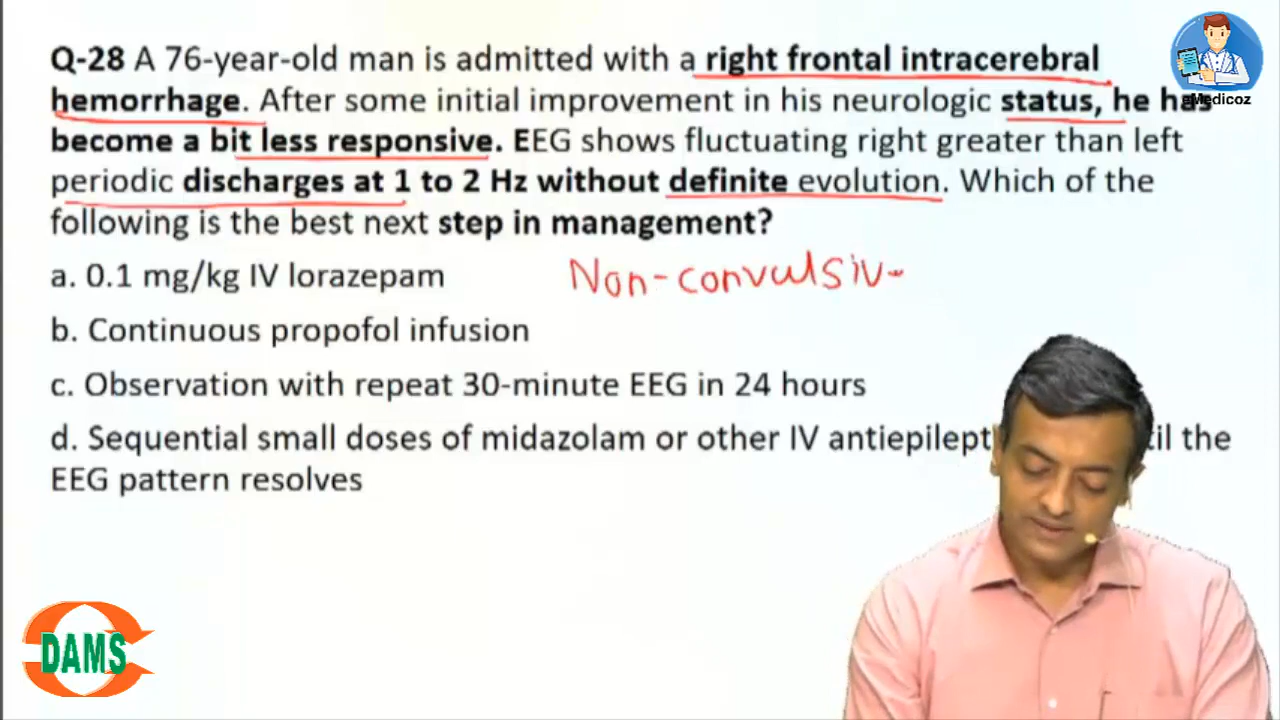 Q-28 A 76-year-old man is admitted with a right frontal intracerebral
hemorrhage. After some initial improvement in his neurologic status, he has
become a bit less responsive. EEG shows fluctuating right greater than left
periodic discharges at 1 to 2 Hz without definite evolution. Which of the
following is the best next step in management?
a. 0.1 mg/kg IV lorazepam
Non-convulsiv
b. Continuous propofol infusion
c. Observation with repeat 30-minute EEG in 24 hours
d. Sequential small doses of midazolam or other IV the
EEG pattern resolves
DAMS